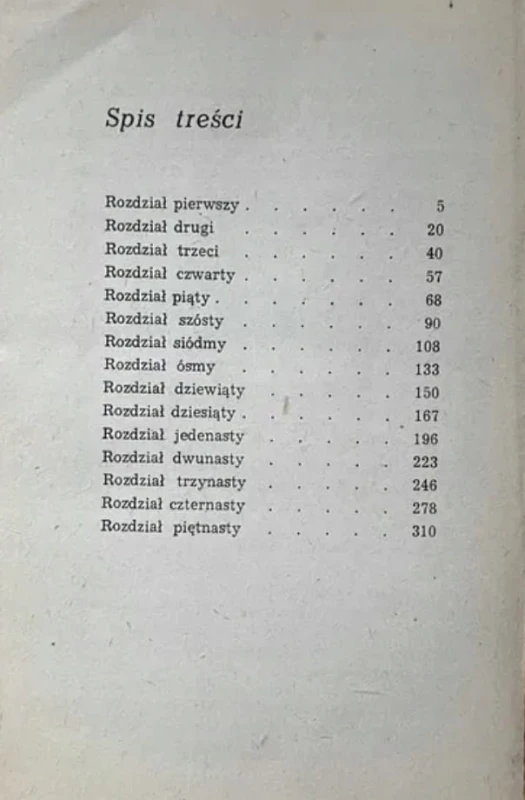 Spis treści
Rozdział pierwszy . . . . . . 5
Rozdział drugi . . . . . . 20
Rozdział trzeci . . . . . . 40
Rozdział czwarty . . . . . . 57
Rozdział piąty . . . . . . . 68
Rozdział szósty . . . . . . 90
Rozdział siódmy . . . . . . 108
Rozdział ósmy . . . . . . 133
Rozdział dziewiąty . . . . . 150
Rozdział dziesiąty . . . . . . 167
Rozdział jedenasty . . . . . 196
Rozdział dwunasty . . . . . 223
Rozdział trzynasty . . . . . 246
Rozdział czternasty . . . . . 278
Rozdział piętnasty . . . . . 310